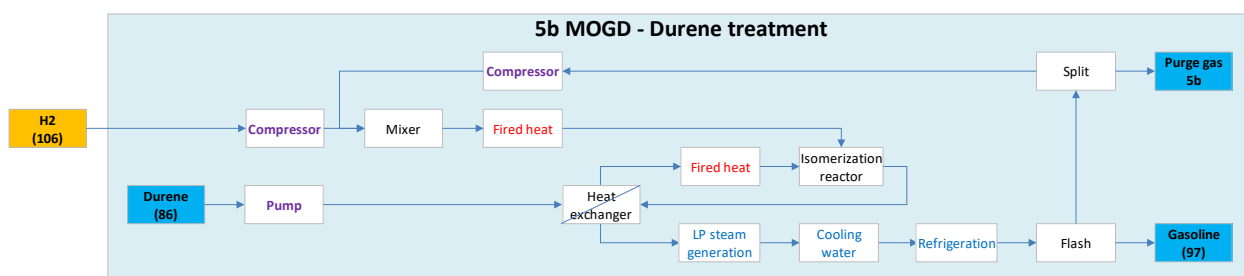 5b MOGD - Durene treatment
Compressor
Split
Purge gas
5b
H2
(106)
Compressor
Mixer
Fired heat
Fired heat
Isomerization
reactor
Durene
(86)
Pump
Heat
exchanger
LP steam
generation
Cooling
water
Refrigeration
Flash
Gasoline
(97)